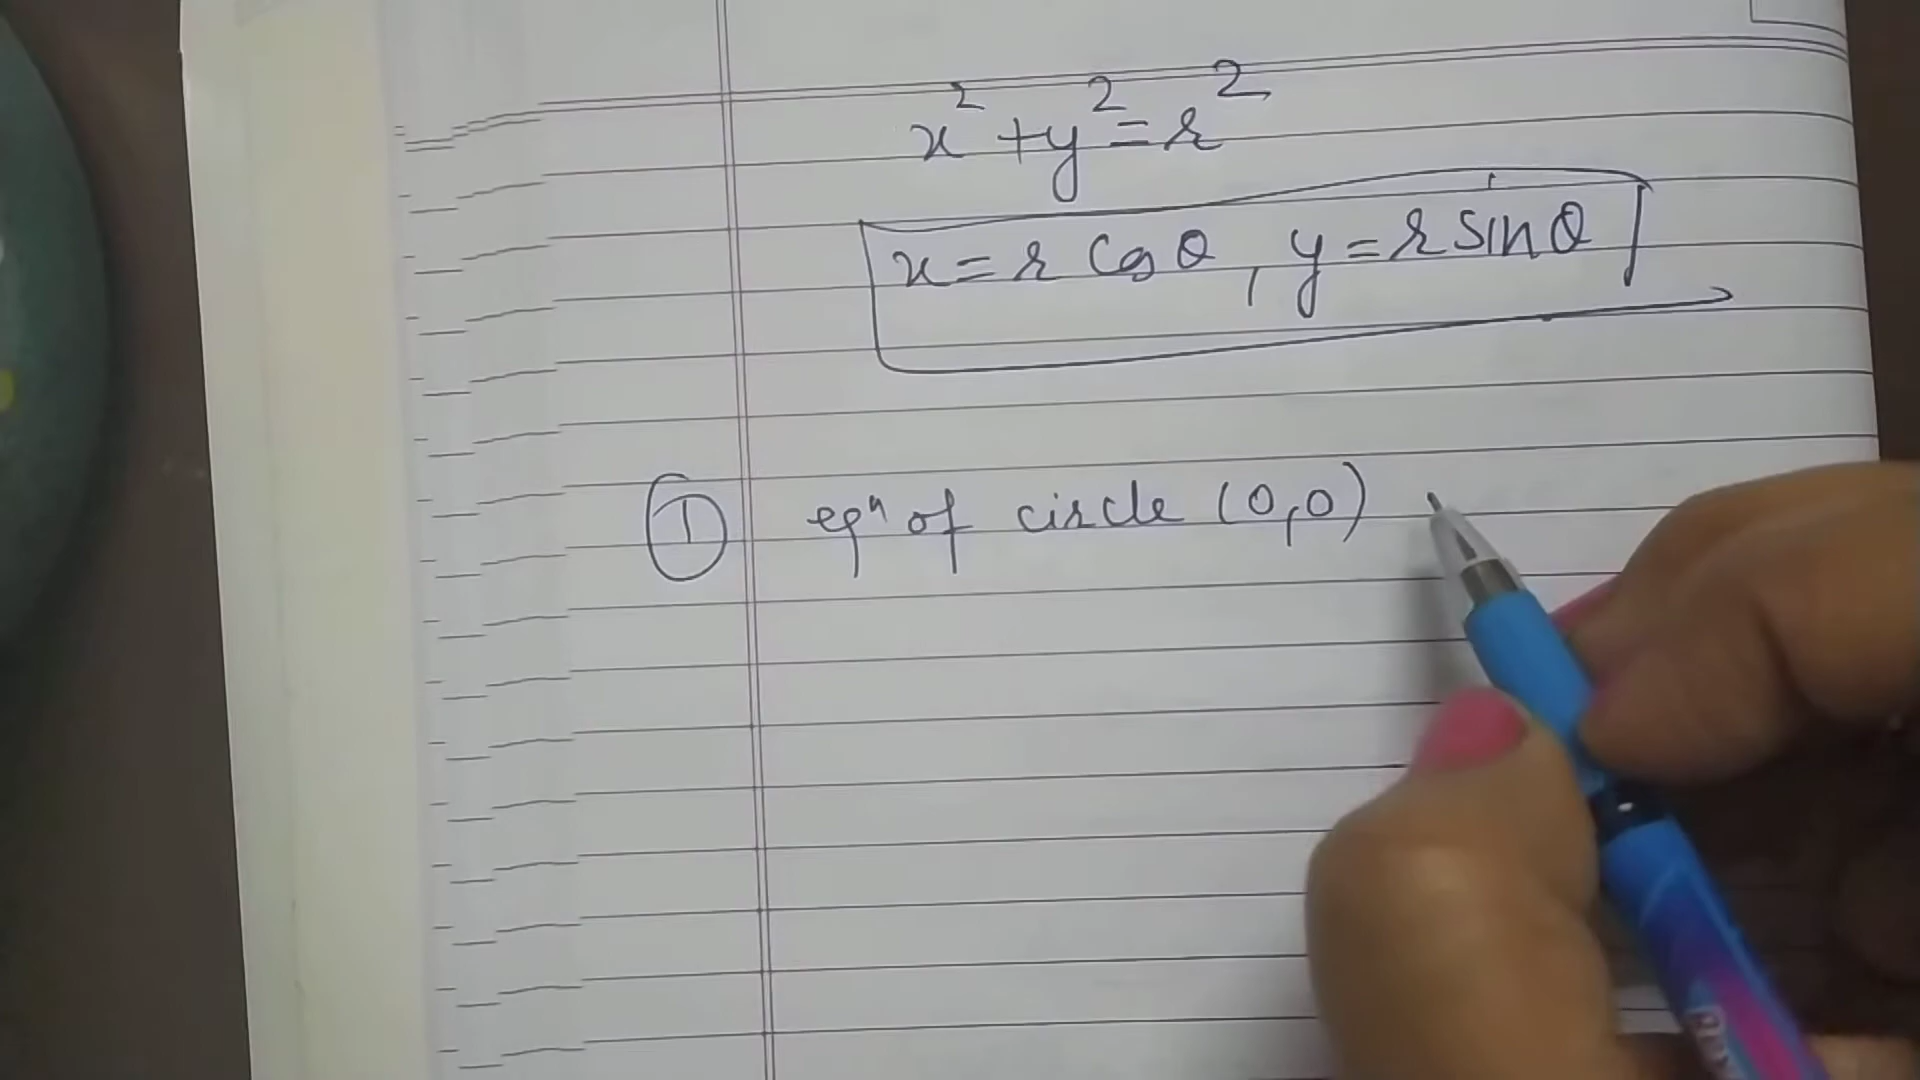 x²+y²=r²
x=r cosθ, y=r sinθ
① eqⁿ of circle (0,0)